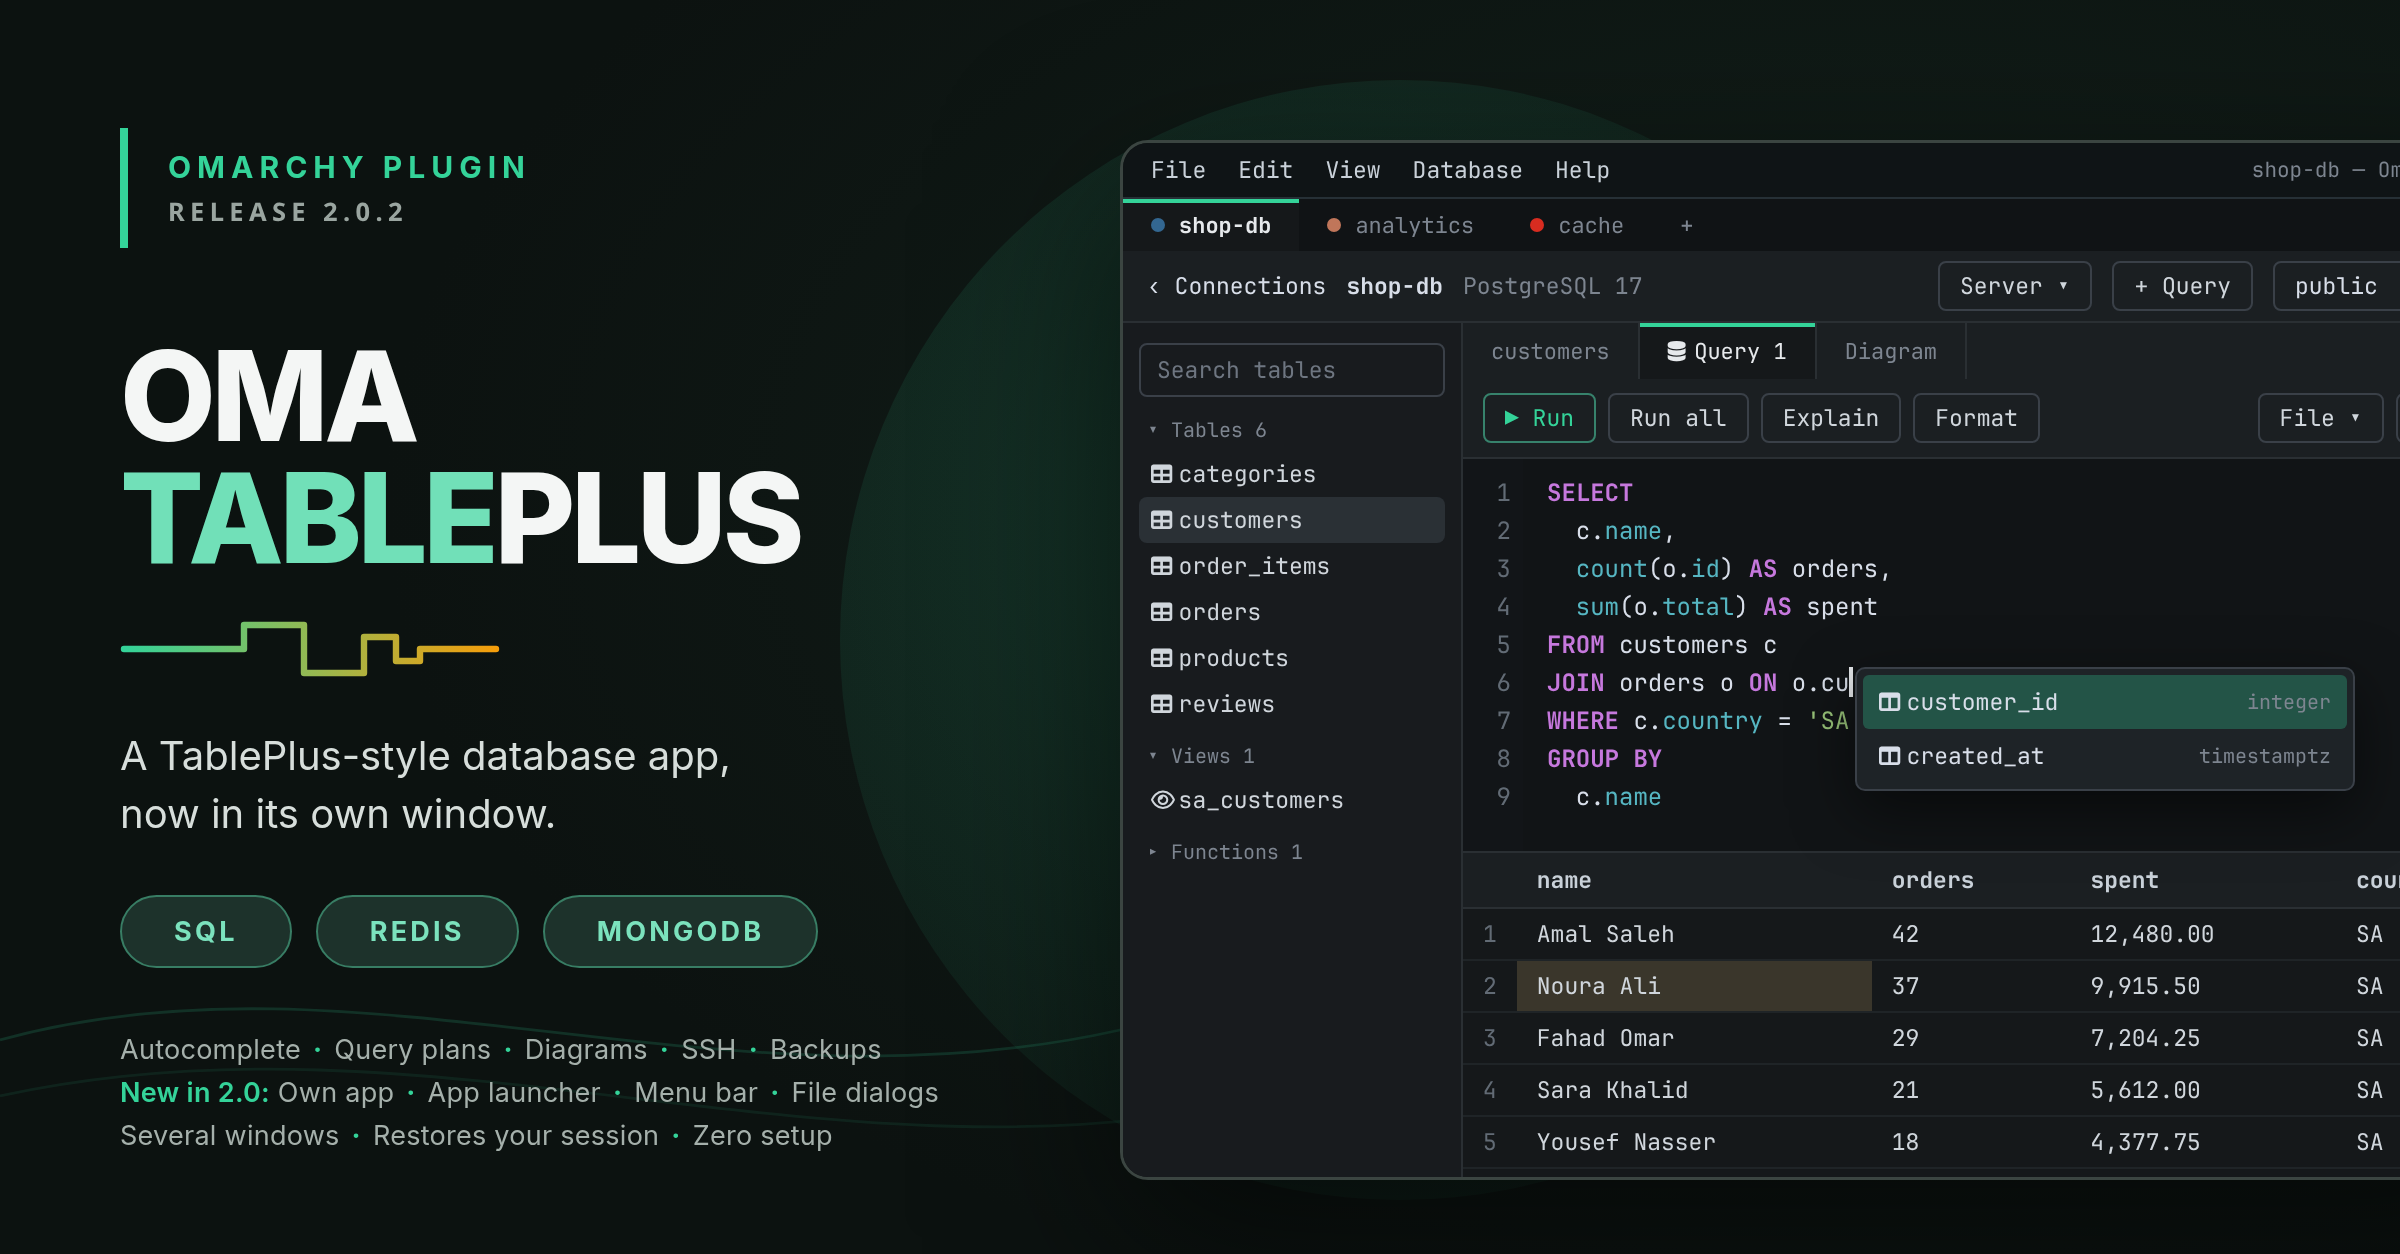 OMARCHY PLUGIN
RELEASE 2.0.2
OMA
TABLEPLUS
A TablePlus-style database app,
now in its own window.
SQL REDIS MONGODB
Autocomplete · Query plans · Diagrams · SSH · Backups
New in 2.0: Own app · App launcher · Menu bar · File dialogs
Several windows · Restores your session · Zero setup
File Edit View Database Help shop-db — Om
shop-db analytics cache +
‹ Connections shop-db PostgreSQL 17 Server ▾ + Query public
Search tables
▾ Tables 6
categories
customers
order_items
orders
products
reviews
▾ Views 1
sa_customers
▸ Functions 1
customers Query 1 Diagram
▶ Run Run all Explain Format File ▾
1 SELECT
2 c.name,
3 count(o.id) AS orders,
4 sum(o.total) AS spent
5 FROM customers c
6 JOIN orders o ON o.cu
7 WHERE c.country = 'SA
8 GROUP BY
9 c.name
customer_id integer
created_at timestamptz
name orders spent cou
1 Amal Saleh 42 12,480.00 SA
2 Noura Ali 37 9,915.50 SA
3 Fahad Omar 29 7,204.25 SA
4 Sara Khalid 21 5,612.00 SA
5 Yousef Nasser 18 4,377.75 SA